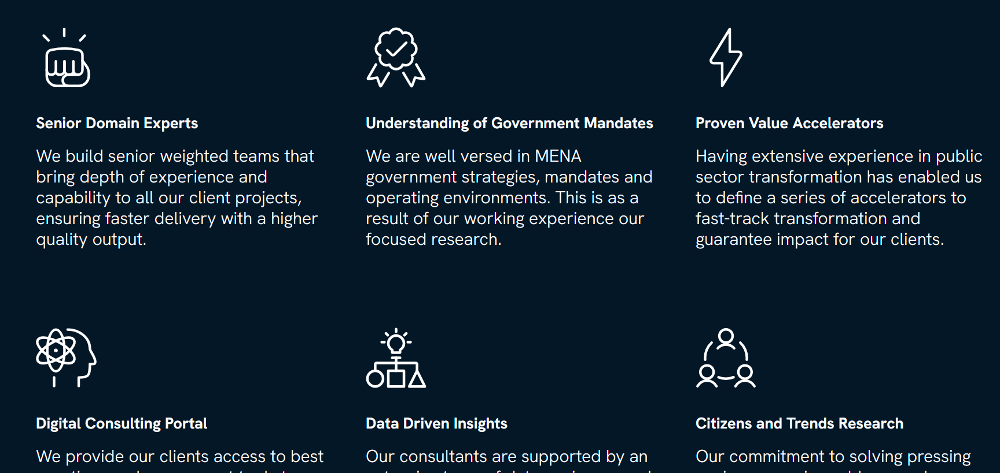 Senior Domain Experts
We build senior weighted teams that
bring depth of experience and
capability to all our client projects,
ensuring faster delivery with a higher
quality output.
Understanding of Government Mandates
We are well versed in MENA
government strategies, mandates and
operating environments. This is as a
result of our working experience our
focused research.
Proven Value Accelerators
Having extensive experience in public
sector transformation has enabled us
to define a series of accelerators to
fast-track transformation and
guarantee impact for our clients.
Digital Consulting Portal
We provide our clients access to best
Data Driven Insights
Our consultants are supported by an
Citizens and Trends Research
Our commitment to solving pressing